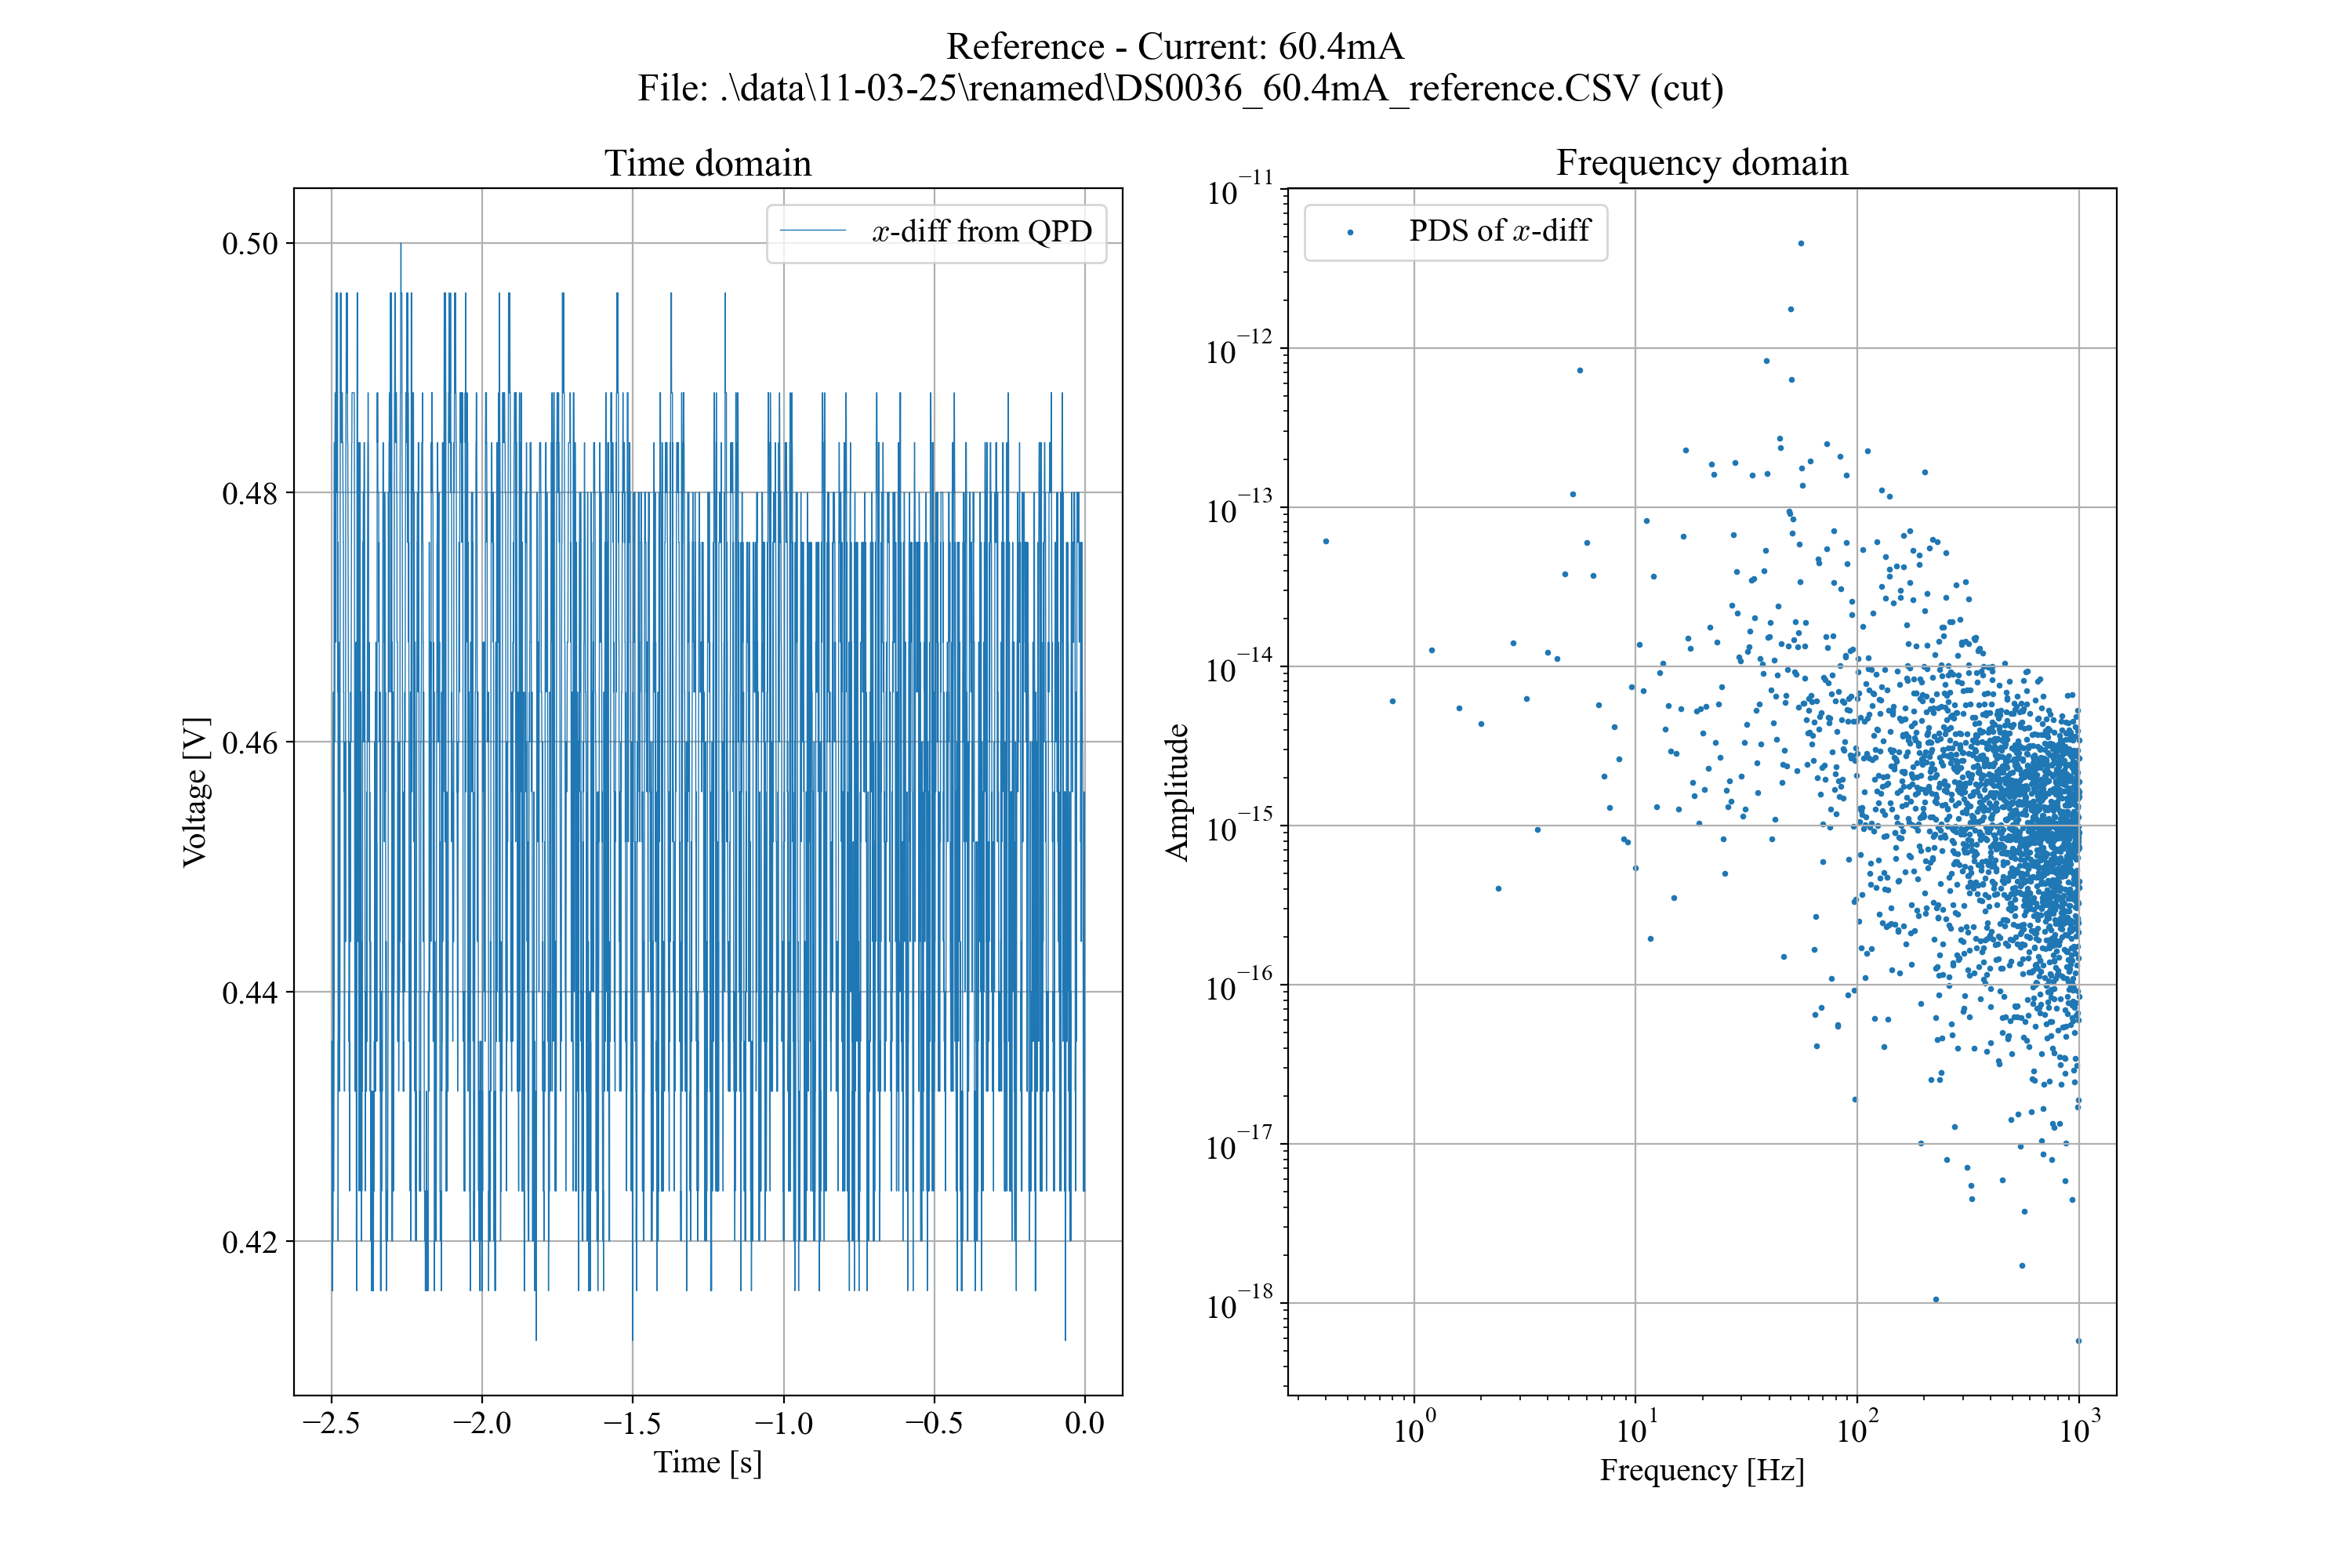 Reference - Current: 60.4mA
File: .\data\11-03-25\renamed\DS0036_60.4mA_reference.CSV (cut)
Time domain
x-diff from QPD
0.50
0.48
0.46
0.44
0.42
Voltage [V]
−2.5 −2.0 −1.5 −1.0 −0.5 0.0
Time [s]
Frequency domain
PDS of x-diff
10⁻¹¹
10⁻¹²
10⁻¹³
10⁻¹⁴
10⁻¹⁵
10⁻¹⁶
10⁻¹⁷
10⁻¹⁸
Amplitude
10⁰ 10¹ 10² 10³
Frequency [Hz]